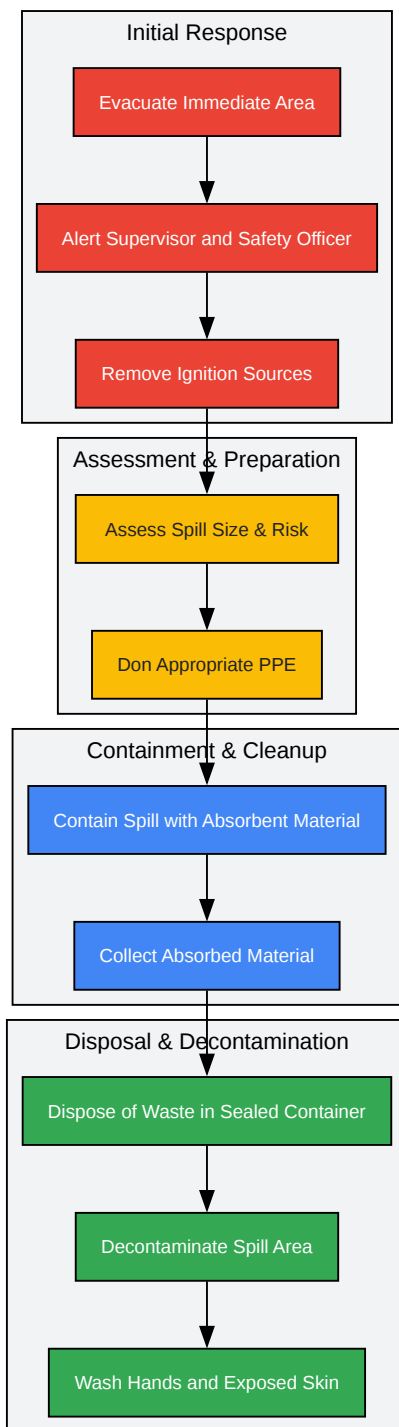 Initial Response
Evacuate Immediate Area
Alert Supervisor and Safety Officer
Remove Ignition Sources
Assessment & Preparation
Assess Spill Size & Risk
Don Appropriate PPE
Containment & Cleanup
Contain Spill with Absorbent Material
Collect Absorbed Material
Disposal & Decontamination
Dispose of Waste in Sealed Container
Decontaminate Spill Area
Wash Hands and Exposed Skin